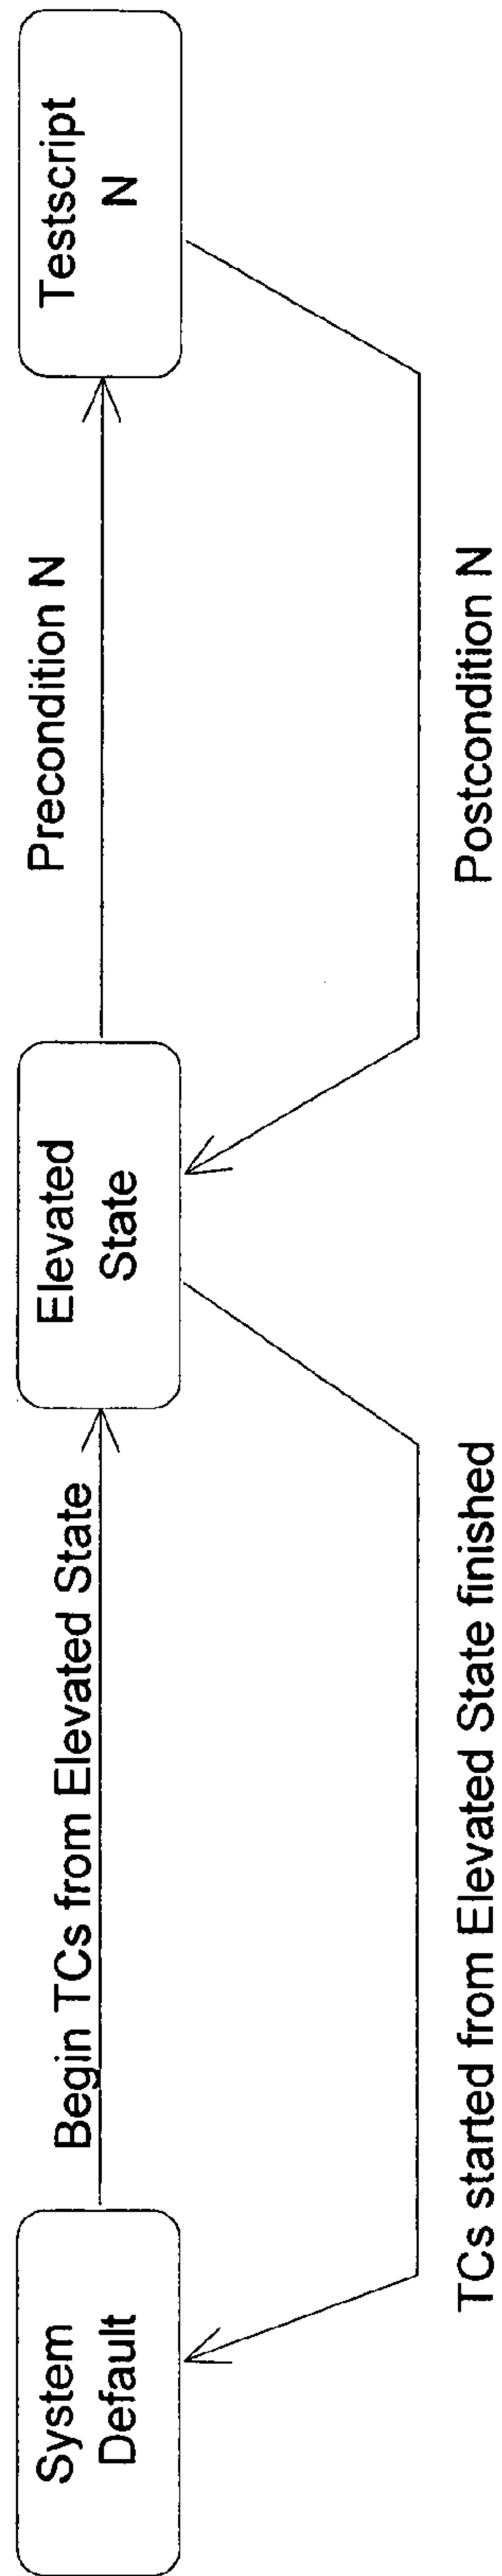 System
Default
Begin TCs from Elevated State
Elevated
State
Precondition N
Testscript
N
TCs started from Elevated State finished
Postcondition N